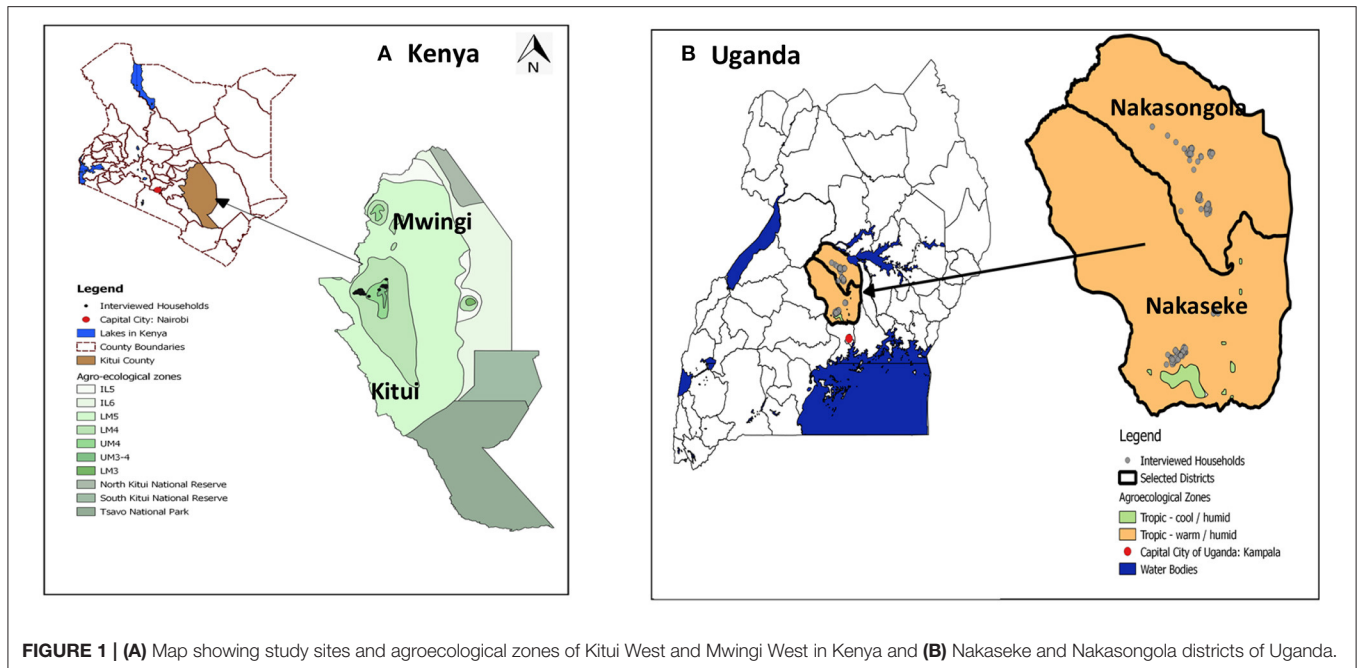 A Kenya
N
Mwingi
Kitui
Legend
Interviewed Households
Capital City: Nairobi
Lakes in Kenya
County Boundaries
Kitui County
Agro-ecological zones
IL5
IL6
LM5
LM4
UM4
UM3-4
LM3
North Kitui National Reserve
South Kitui National Reserve
Tsavo National Park
B Uganda
Nakasongola
Nakaseke
Legend
Interviewed Households
Selected Districts
Agroecological Zones
Tropic - cool / humid
Tropic - warm / humid
Capital City of Uganda: Kampala
Water Bodies
FIGURE 1 | (A) Map showing study sites and agroecological zones of Kitui West and Mwingi West in Kenya and (B) Nakaseke and Nakasongola districts of Uganda.